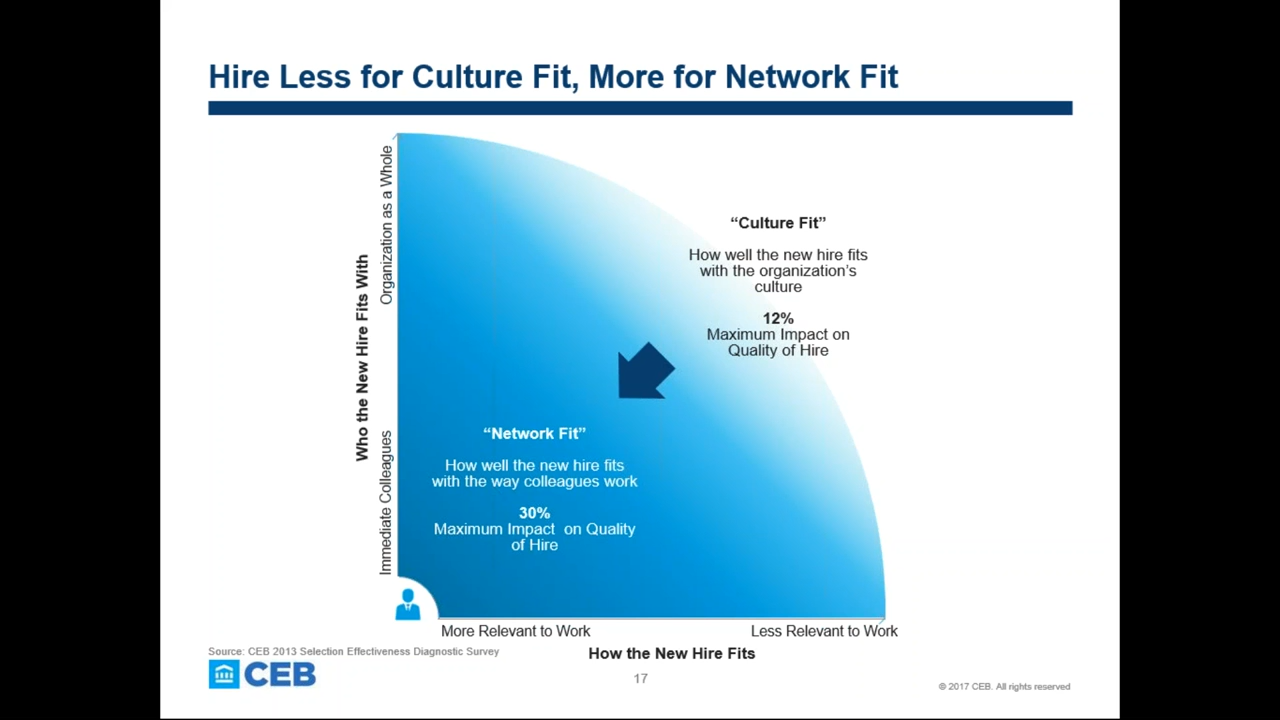 Hire Less for Culture Fit, More for Network Fit
Who the New Hire Fits With
Organization as a Whole
Immediate Colleagues
“Culture Fit”
How well the new hire fits
with the organization’s
culture
12%
Maximum Impact on
Quality of Hire
“Network Fit”
How well the new hire fits
with the way colleagues work
30%
Maximum Impact on Quality
of Hire
More Relevant to Work
Less Relevant to Work
How the New Hire Fits
Source: CEB 2013 Selection Effectiveness Diagnostic Survey
CEB
17
© 2017 CEB. All rights reserved